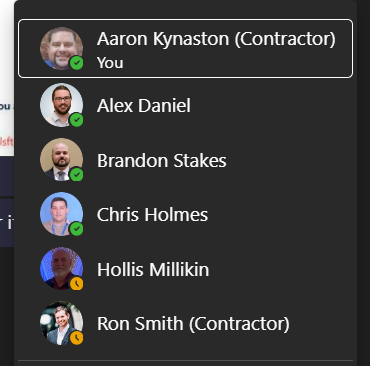 Aaron Kynaston (Contractor)
You
Alex Daniel
Brandon Stakes
Chris Holmes
Hollis Millikin
Ron Smith (Contractor)